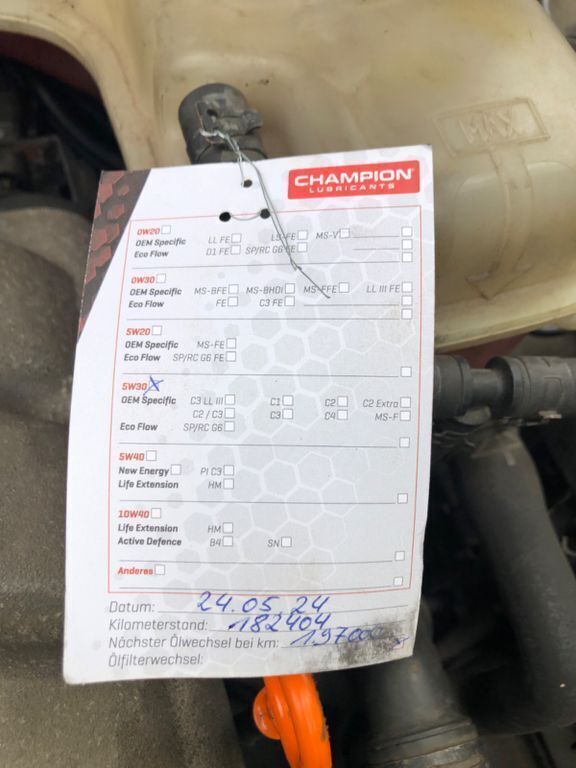 MAX
CHAMPION
LUBRICANTS
0W20
OEM Specific LL FE LS-FE MS-V
Eco Flow D1 FE SP/RC G6 FE
0W30
OEM Specific MS-BFE MS-BHDI MS-FFE LL III FE
Eco Flow FE C3 FE
5W20
OEM Specific MS-FE
Eco Flow SP/RC G6 FE
5W30 X
OEM Specific C3 LL III C1 C2 C2 Extra
C2 / C3 C3 C4 MS-F
Eco Flow SP/RC G6
5W40
New Energy PI C3
Life Extension HM
10W40
Life Extension HM
Active Defence B4 SN
Anderes
Datum: 24.05.24
Kilometerstand: 182404
Nächster Ölwechsel bei km: 197000
Ölfilterwechsel: